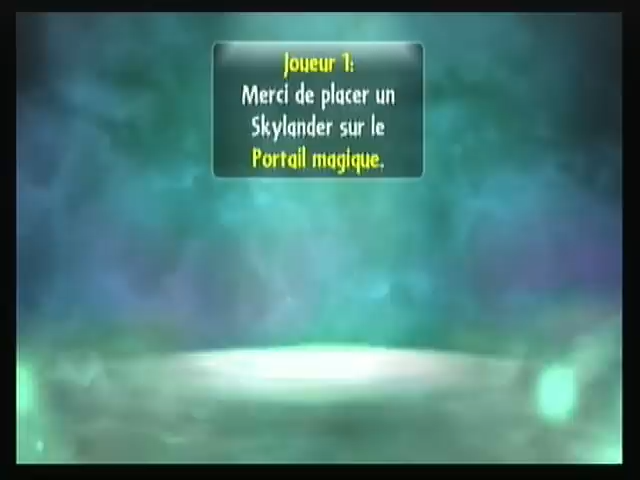 Joueur 1:
Merci de placer un
Skylander sur le
Portail magique.